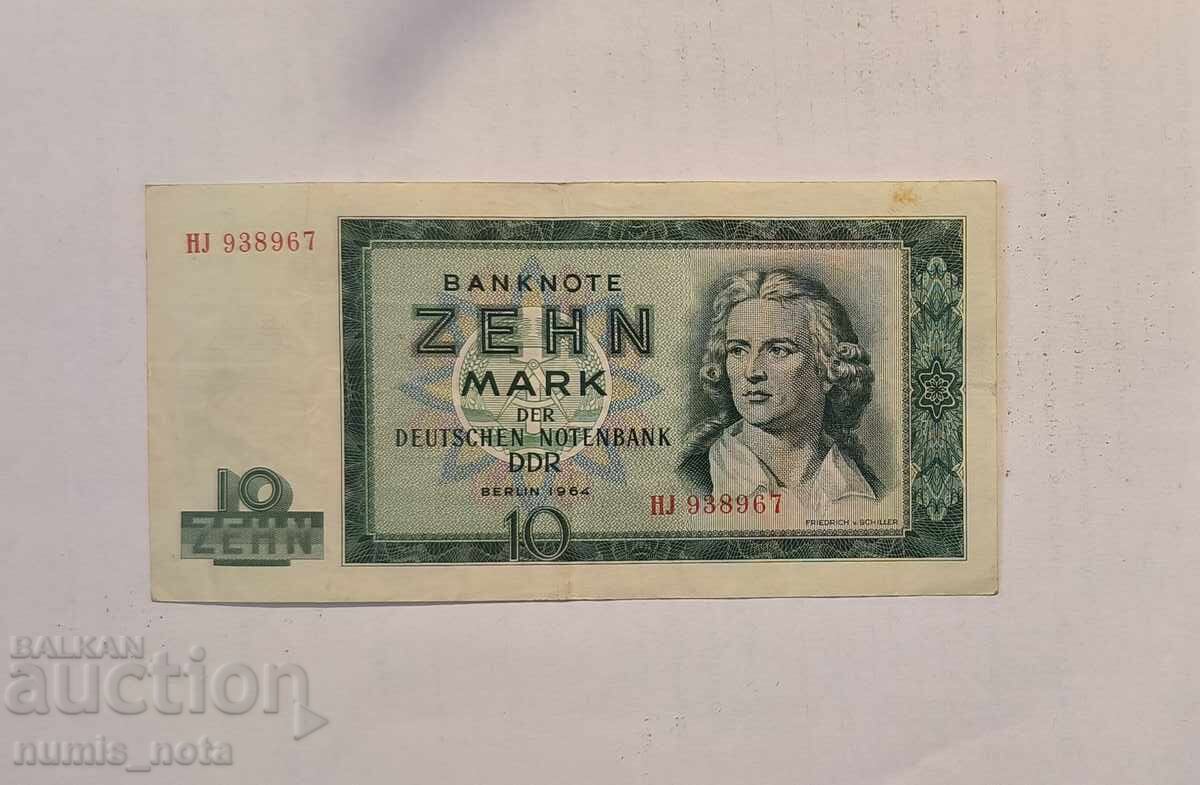 HJ 938967
BANKNOTE
ZEHN
MARK
DER
DEUTSCHEN NOTENBANK
DDR
BERLIN 1964
HJ 938967
FRIEDRICH v. SCHILLER
10
10
ZEHN
BALKAN
auction
numis_nota